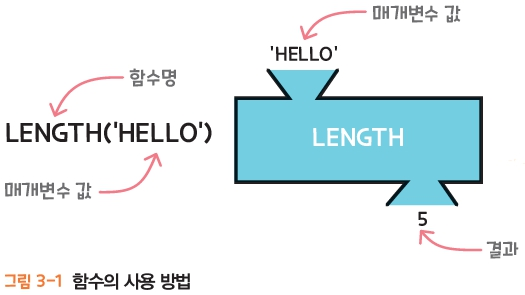 매개변수 값
'HELLO'
함수명
LENGTH('HELLO')
LENGTH
매개변수 값
5
결과
그림 3-1 함수의 사용 방법